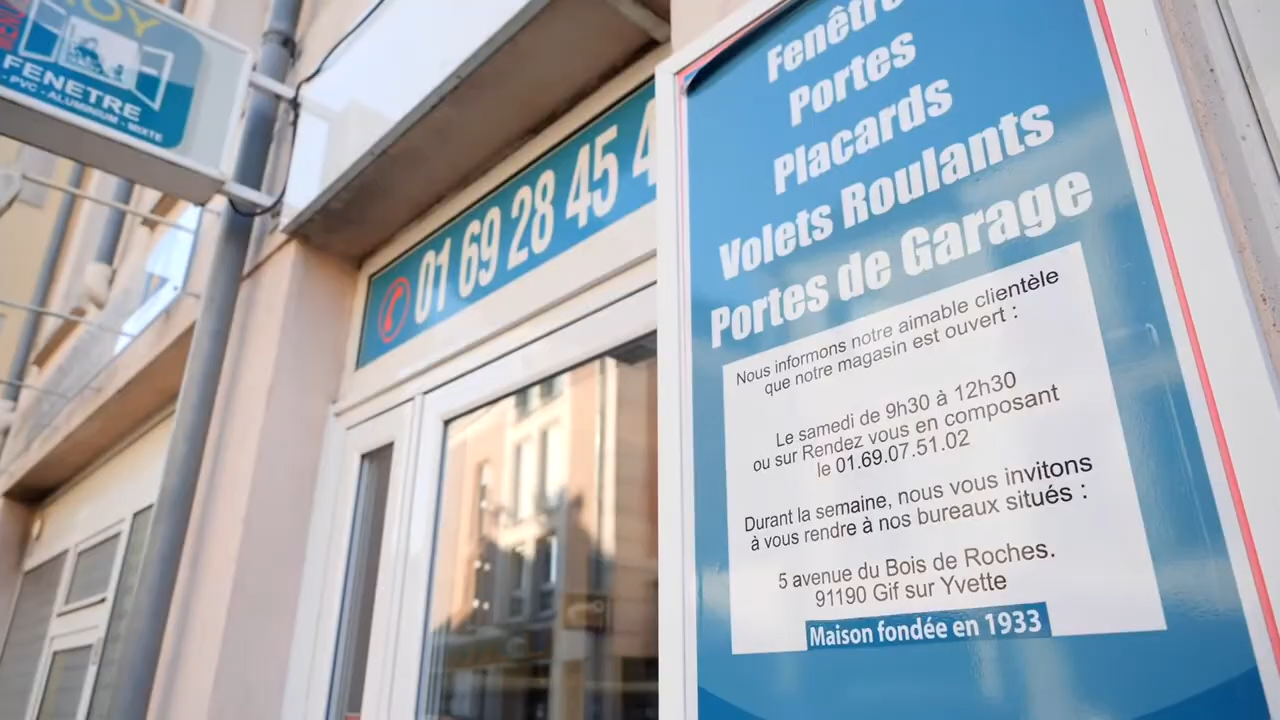 FENETRE
- PVC - ALUMINIUM - MIXTE
01 69 28 45 4
Fenêtre
Portes
Placards
Volets Roulants
Portes de Garage
Nous informons notre aimable clientèle
que notre magasin est ouvert :
Le samedi de 9h30 à 12h30
ou sur Rendez vous en composant
le 01.69.07.51.02
Durant la semaine, nous vous invitons
à vous rendre à nos bureaux situés :
5 avenue du Bois de Roches.
91190 Gif sur Yvette
Maison fondée en 1933